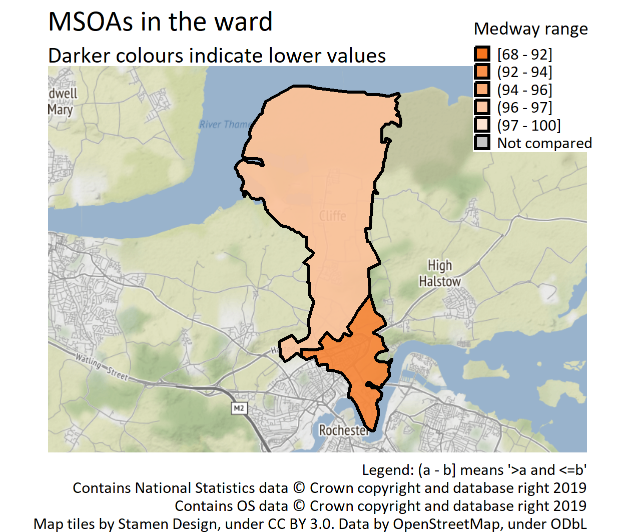 MSOAs in the ward
Darker colours indicate lower values
Medway range
[68 - 92]
(92 - 94]
(94 - 96]
(96 - 97]
(97 - 100]
Not compared
dwell
Mary
River Tham
Cliffe
High
Halstow
Watling-Street
M2
Rochester
Legend: (a - b] means '>a and <=b'
Contains National Statistics data © Crown copyright and database right 2019
Contains OS data © Crown copyright and database right 2019
Map tiles by Stamen Design, under CC BY 3.0. Data by OpenStreetMap, under ODbL